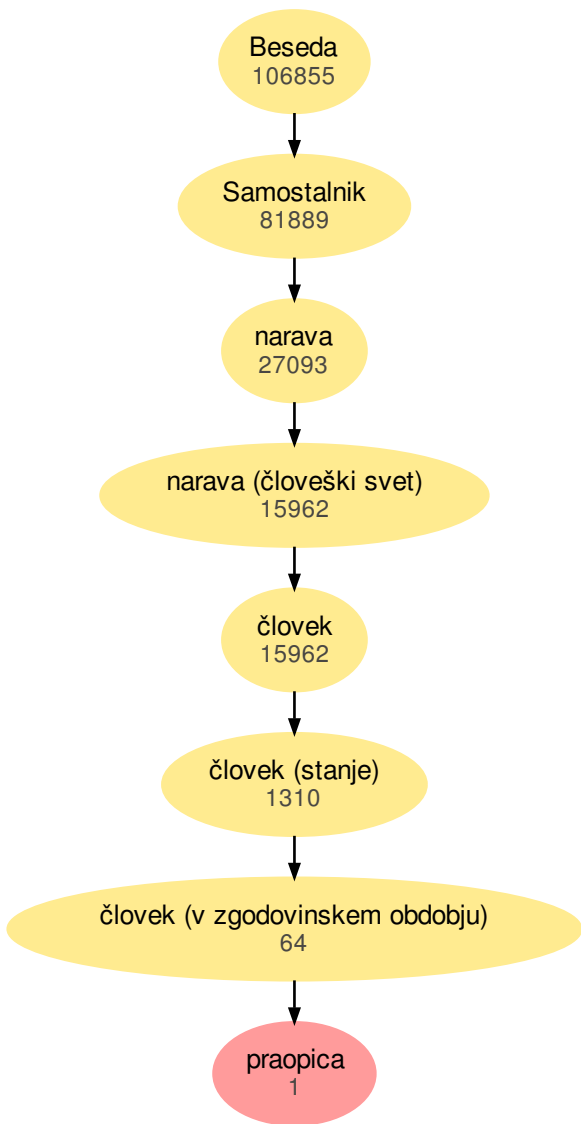 Beseda
106855
Samostalnik
81889
narava
27093
narava (človeški svet)
15962
človek
15962
človek (stanje)
1310
človek (v zgodovinskem obdobju)
64
praopica
1